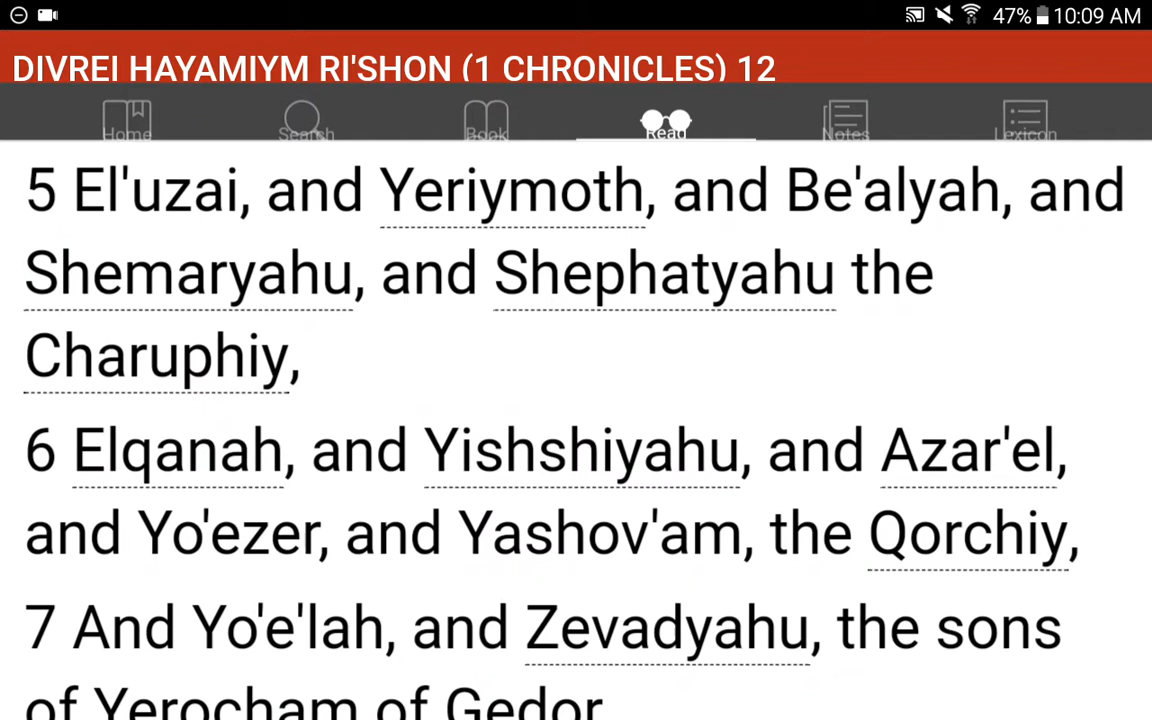 47% 10:09 AM
DIVREI HAYAMIYM RI'SHON (1 CHRONICLES) 12
Home Search Book Read Notes Lexicon
5 El'uzai, and Yeriymoth, and Be'alyah, and
Shemaryahu, and Shephatyahu the
Charuphiy,
6 Elqanah, and Yishshiyahu, and Azar'el,
and Yo'ezer, and Yashov'am, the Qorchiy,
7 And Yo'e'lah, and Zevadyahu, the sons
of Yerocham of Gedor